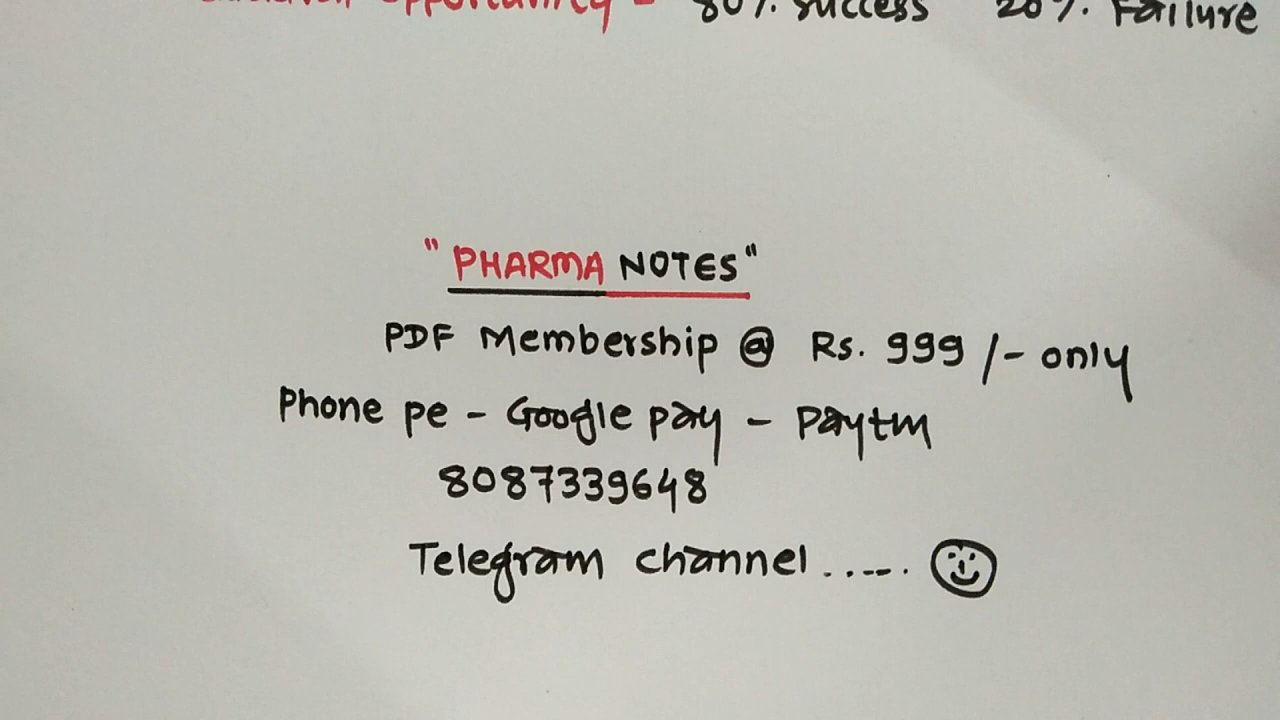 opportunity - 80% success 20% Failure
"PHARMA NOTES"
PDF Membership @ Rs. 999/- only
Phone pe - Google pay - Paytm
8087339648
Telegram channel .....